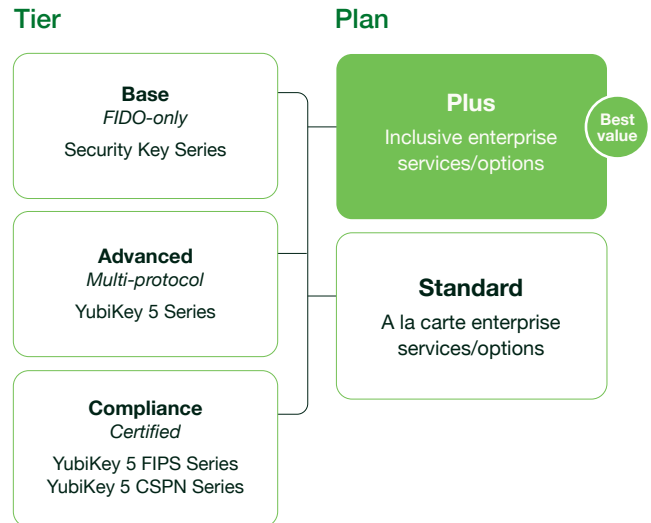 Tier
Base
FIDO-only
Security Key Series
Advanced
Multi-protocol
YubiKey 5 Series
Compliance
Certified
YubiKey 5 FIPS Series
YubiKey 5 CSPN Series
Plan
Plus
Inclusive enterprise
services/options
Best
value
Standard
A la carte enterprise
services/options